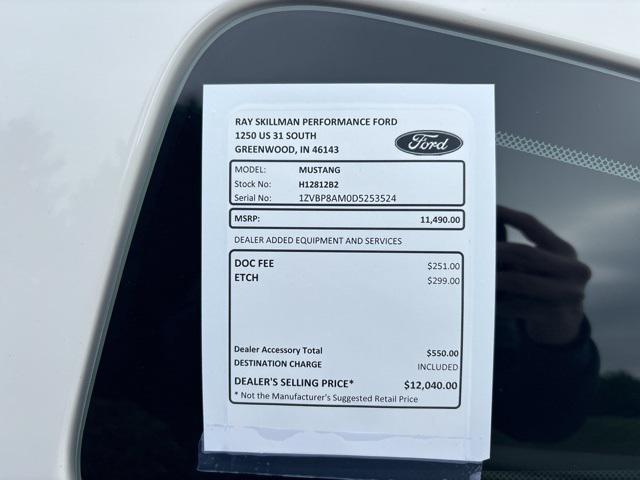 RAY SKILLMAN PERFORMANCE FORD
1250 US 31 SOUTH
GREENWOOD, IN 46143
Ford
MODEL: MUSTANG
Stock No: H12812B2
Serial No: 1ZVBP8AM0D5253524
MSRP: 11,490.00
DEALER ADDED EQUIPMENT AND SERVICES
DOC FEE $251.00
ETCH $299.00
Dealer Accessory Total $550.00
DESTINATION CHARGE INCLUDED
DEALER'S SELLING PRICE* $12,040.00
* Not the Manufacturer's Suggested Retail Price